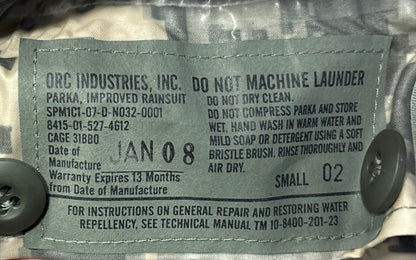 ORC INDUSTRIES, INC.
PARKA, IMPROVED RAINSUIT
SPM1C1-07-D-N032-0001
8415-01-527-4612
CAGE 31BB0
Date of
Manufacture JAN 08
Warranty Expires 13 Months
from Date of Manufacture
DO NOT MACHINE LAUNDER
DO NOT DRY CLEAN.
DO NOT COMPRESS PARKA AND STORE
WET. HAND WASH IN WARM WATER AND
MILD SOAP OR DETERGENT USING A SOFT
BRISTLE BRUSH. RINSE THOROUGHLY AND
AIR DRY.
SMALL 02
FOR INSTRUCTIONS ON GENERAL REPAIR AND RESTORING WATER
REPELLENCY, SEE TECHNICAL MANUAL TM 10-8400-201-23